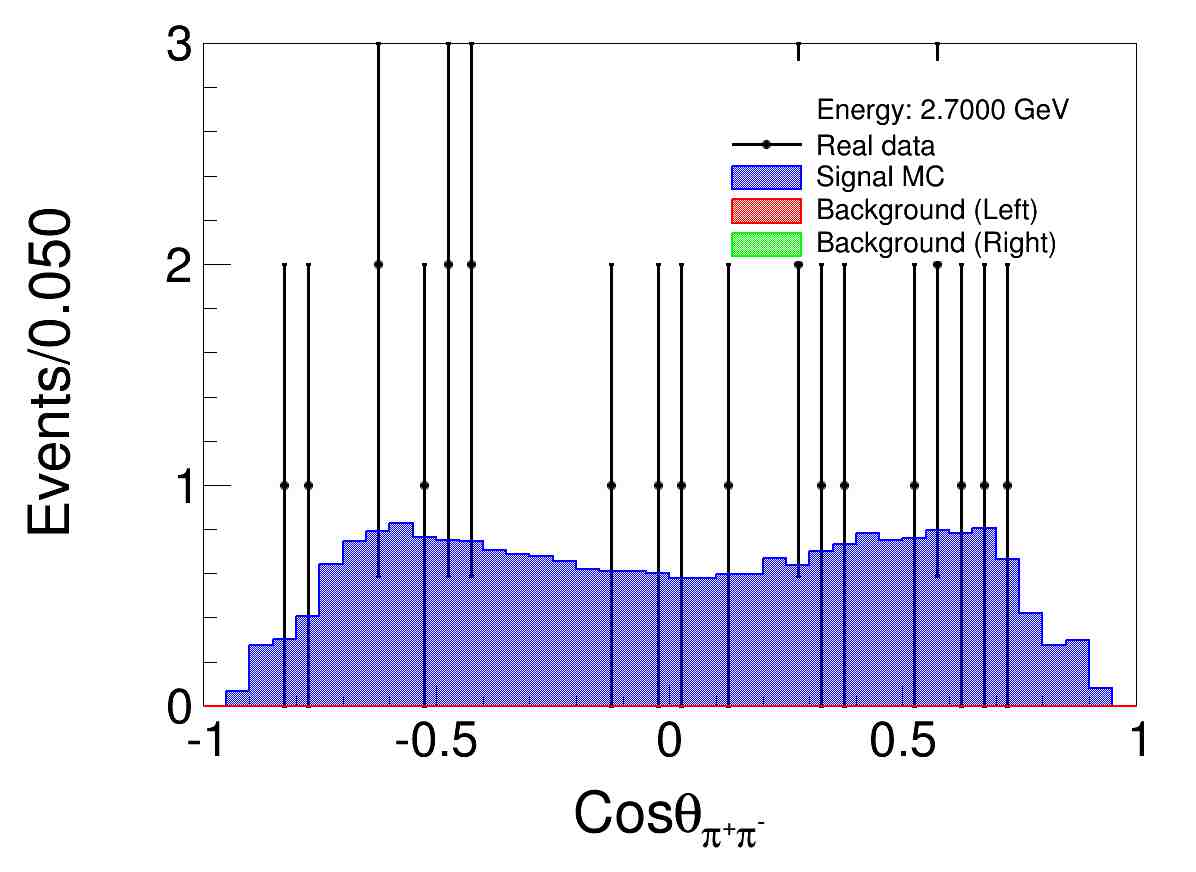 3
Energy: 2.7000 GeV
Real data
Signal MC
Background (Left)
Background (Right)
2
1
0
Events/0.050
-1
-0.5
0
0.5
1
Cosθπ⁺π⁻